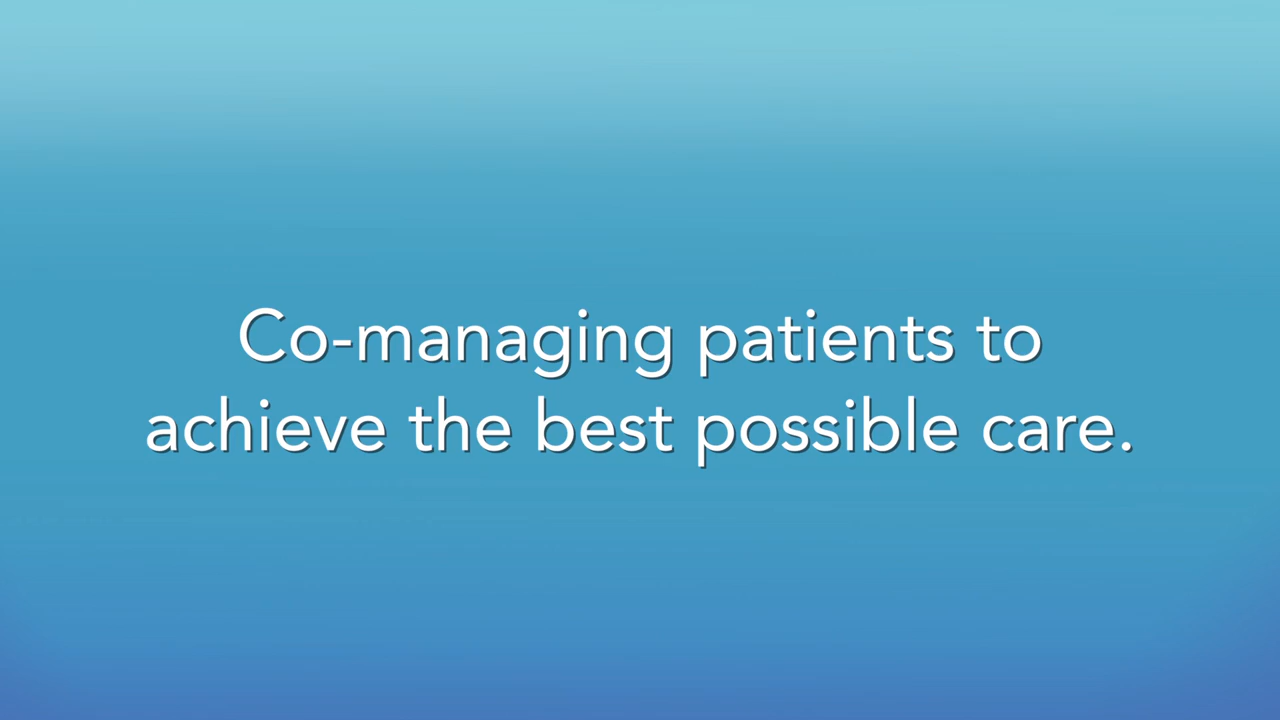 Co-managing patients to
achieve the best possible care.